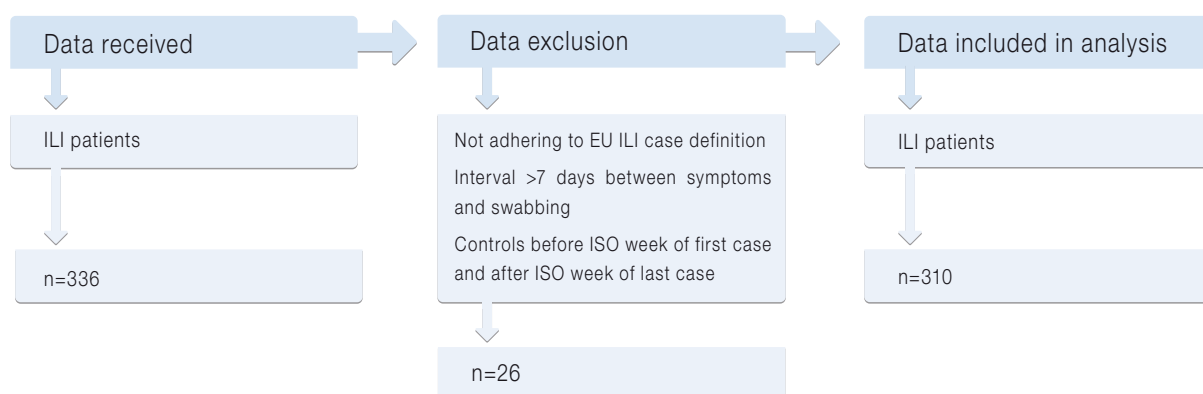 Data received
ILI patients
n=336
Data exclusion
Not adhering to EU ILI case definition
Interval >7 days between symptoms
and swabbing
Controls before ISO week of first case
and after ISO week of last case
n=26
Data included in analysis
ILI patients
n=310